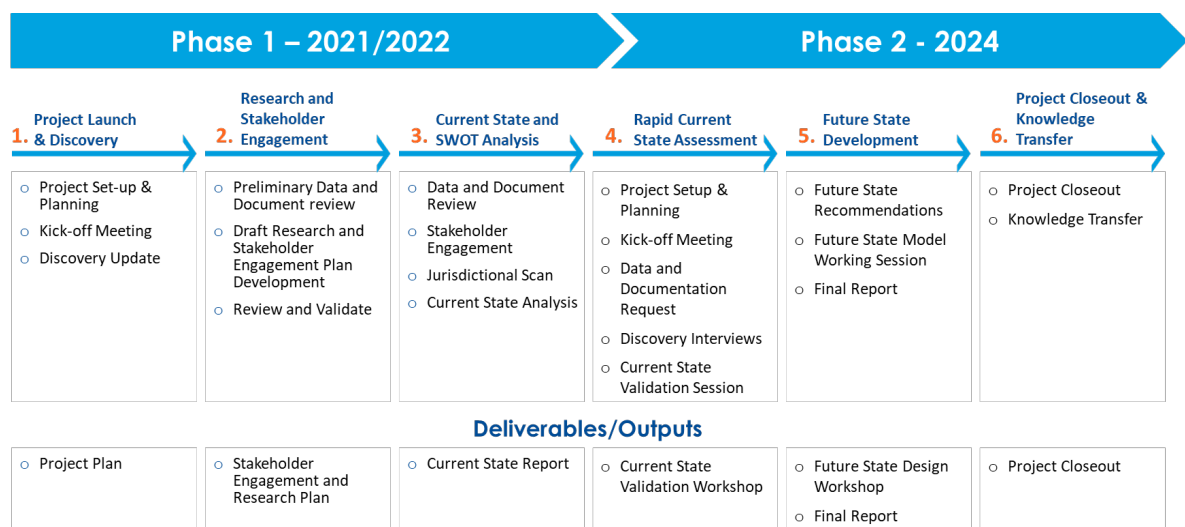 Phase 1 – 2021/2022
Phase 2 - 2024
1. Project Launch
& Discovery
2. Research and
Stakeholder
Engagement
3. Current State and
SWOT Analysis
4. Rapid Current
State Assessment
5. Future State
Development
6. Project Closeout &
Knowledge
Transfer
o Project Set-up &
Planning
o Kick-off Meeting
o Discovery Update
o Preliminary Data and
Document review
o Draft Research and
Stakeholder
Engagement Plan
Development
o Review and Validate
o Data and Document
Review
o Stakeholder
Engagement
o Jurisdictional Scan
o Current State Analysis
o Project Setup &
Planning
o Kick-off Meeting
o Data and
Documentation
Request
o Discovery Interviews
o Current State
Validation Session
o Future State
Recommendations
o Future State Model
Working Session
o Final Report
o Project Closeout
o Knowledge Transfer
Deliverables/Outputs
o Project Plan
o Stakeholder
Engagement and
Research Plan
o Current State Report
o Current State
Validation Workshop
o Future State Design
Workshop
o Final Report
o Project Closeout